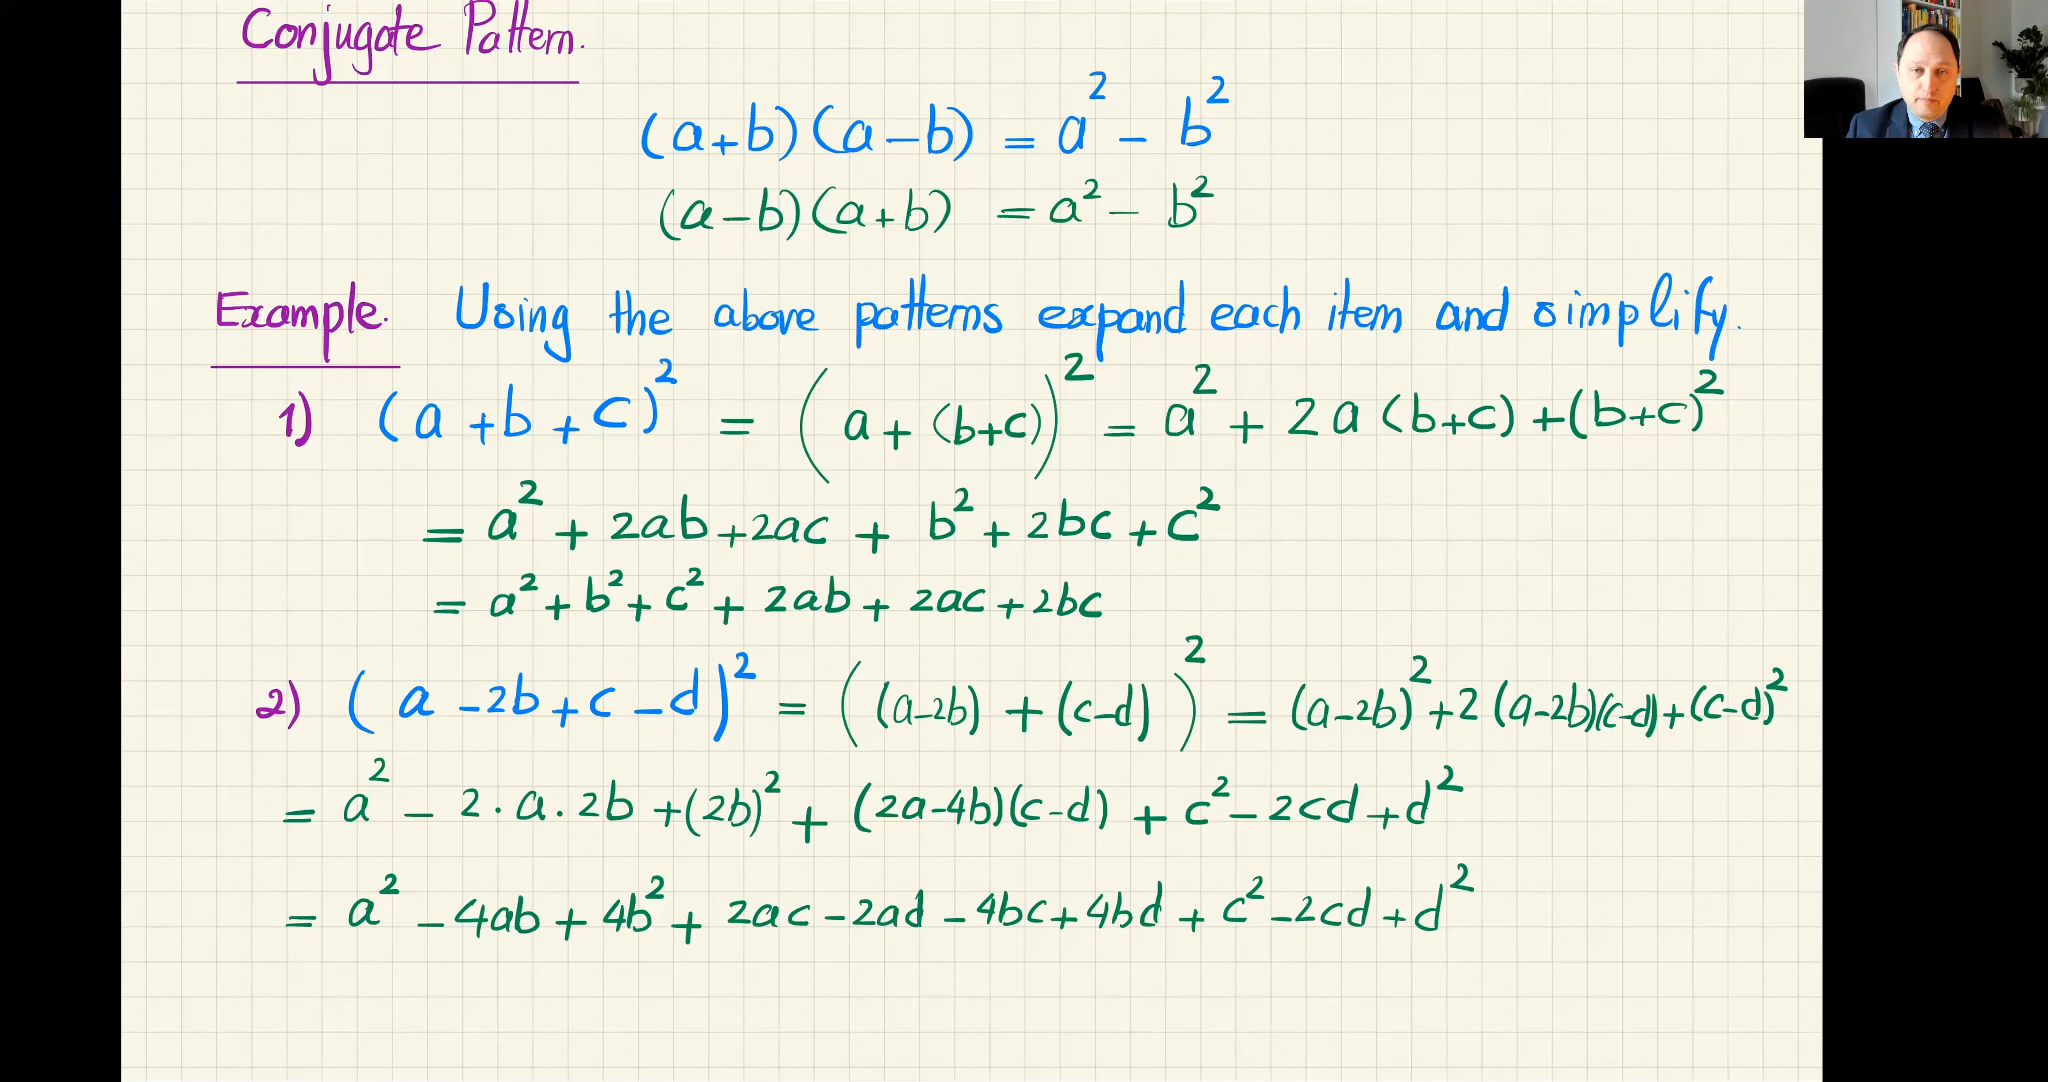 Conjugate Pattern.
(a+b)(a-b) = a² - b²
(a-b)(a+b) = a² - b²
Example. Using the above patterns expand each item and simplify.
1) (a+b+c)² = (a+(b+c))² = a² + 2a(b+c) + (b+c)²
= a² + 2ab + 2ac + b² + 2bc + c²
= a² + b² + c² + 2ab + 2ac + 2bc
2) (a-2b+c-d)² = ((a-2b) + (c-d))² = (a-2b)² + 2(a-2b)(c-d) + (c-d)²
= a² - 2·a·2b + (2b)² + (2a-4b)(c-d) + c² - 2cd + d²
= a² - 4ab + 4b² + 2ac - 2ad - 4bc + 4bd + c² - 2cd + d²